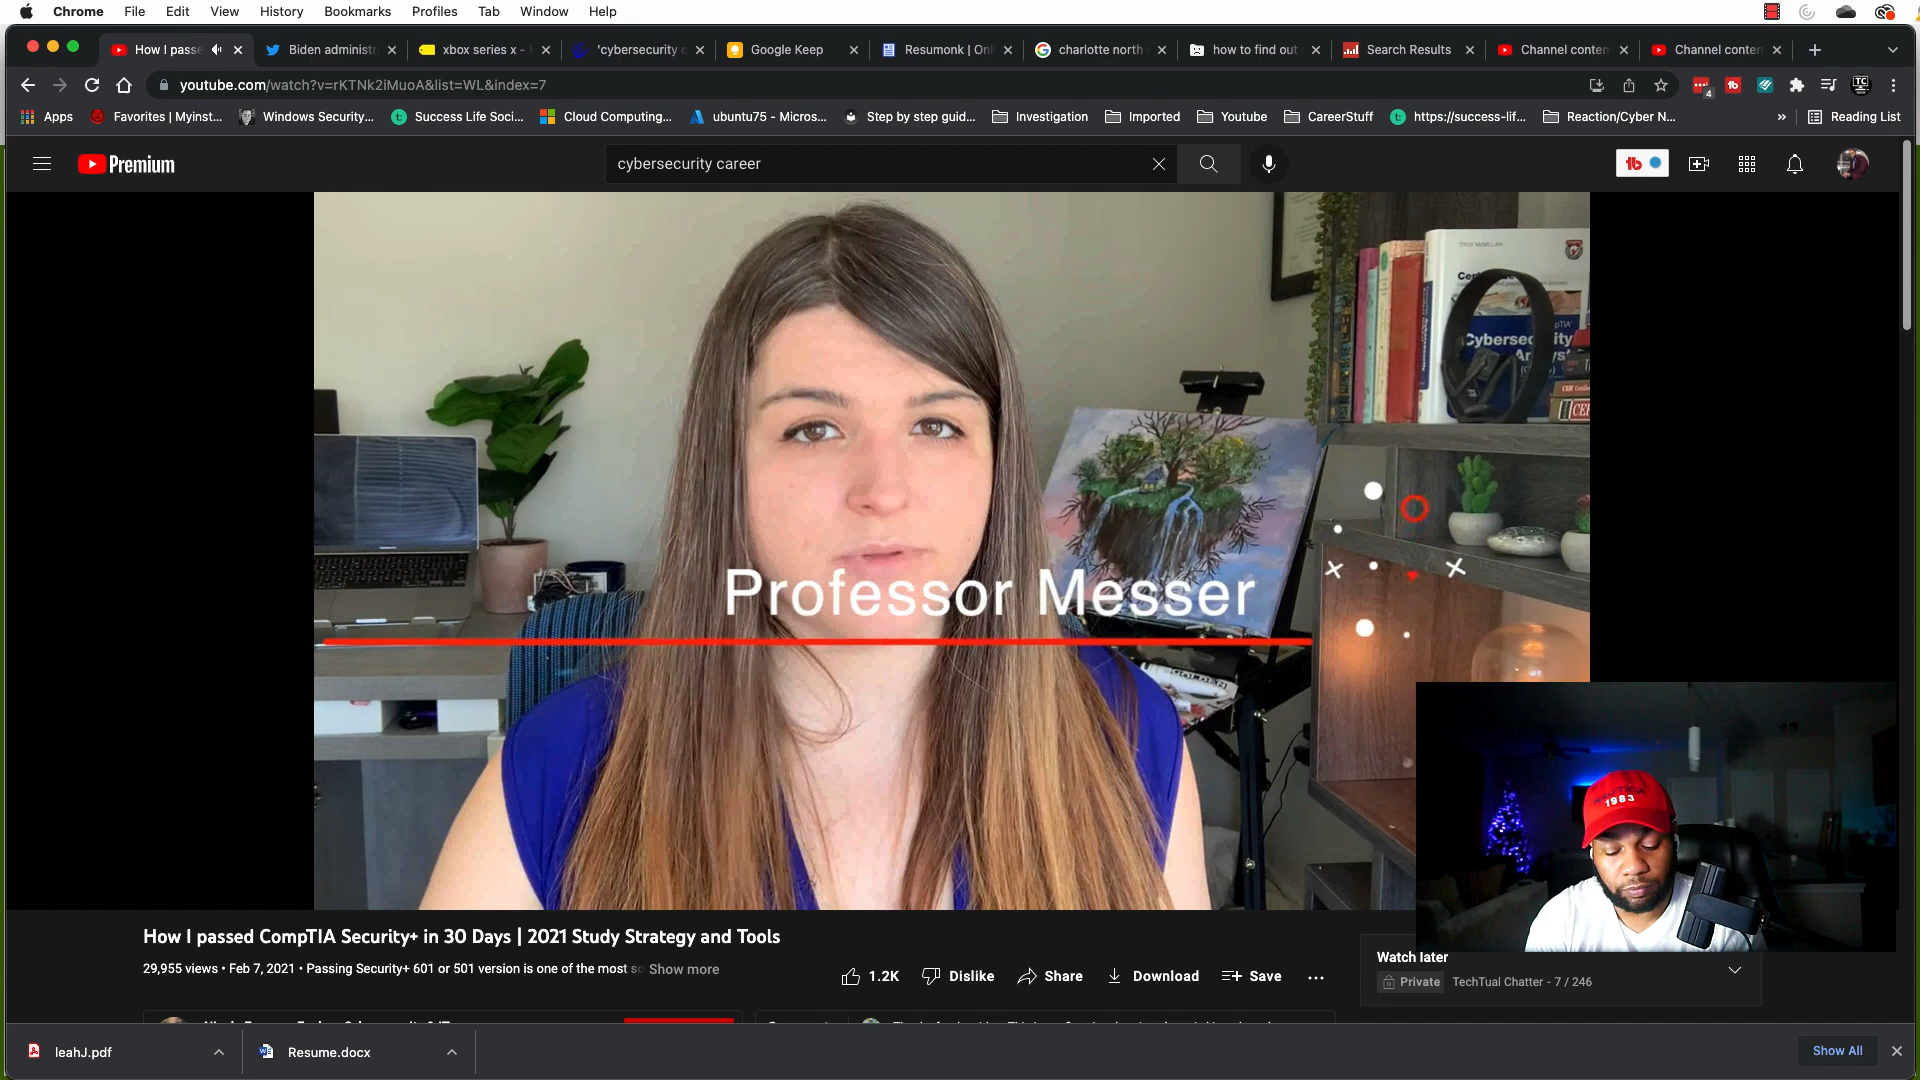 Chrome File Edit View History Bookmarks Profiles Tab Window Help
How I passe Biden administr xbox series x - 'cybersecurity c Google Keep Resumonk | Onl charlotte north how to find out Search Results Channel conten Channel conten
youtube.com/watch?v=rKTNk2iMuoA&list=WL&index=7
4
Apps Favorites | Myinst... Windows Security... Success Life Soci... Cloud Computing... ubuntu75 - Micros... Step by step guid... Investigation Imported Youtube CareerStuff https://success-lif... Reaction/Cyber N... » Reading List
Premium
cybersecurity career
TROY MCMILLAN
Professor Messer
NAUTICA
1983
How I passed CompTIA Security+ in 30 Days | 2021 Study Strategy and Tools
29,955 views • Feb 7, 2021 • Passing Security+ 601 or 501 version is one of the most Show more
1.2K Dislike Share Download Save
Watch later
Private TechTual Chatter - 7 / 246
leahJ.pdf Resume.docx Show All